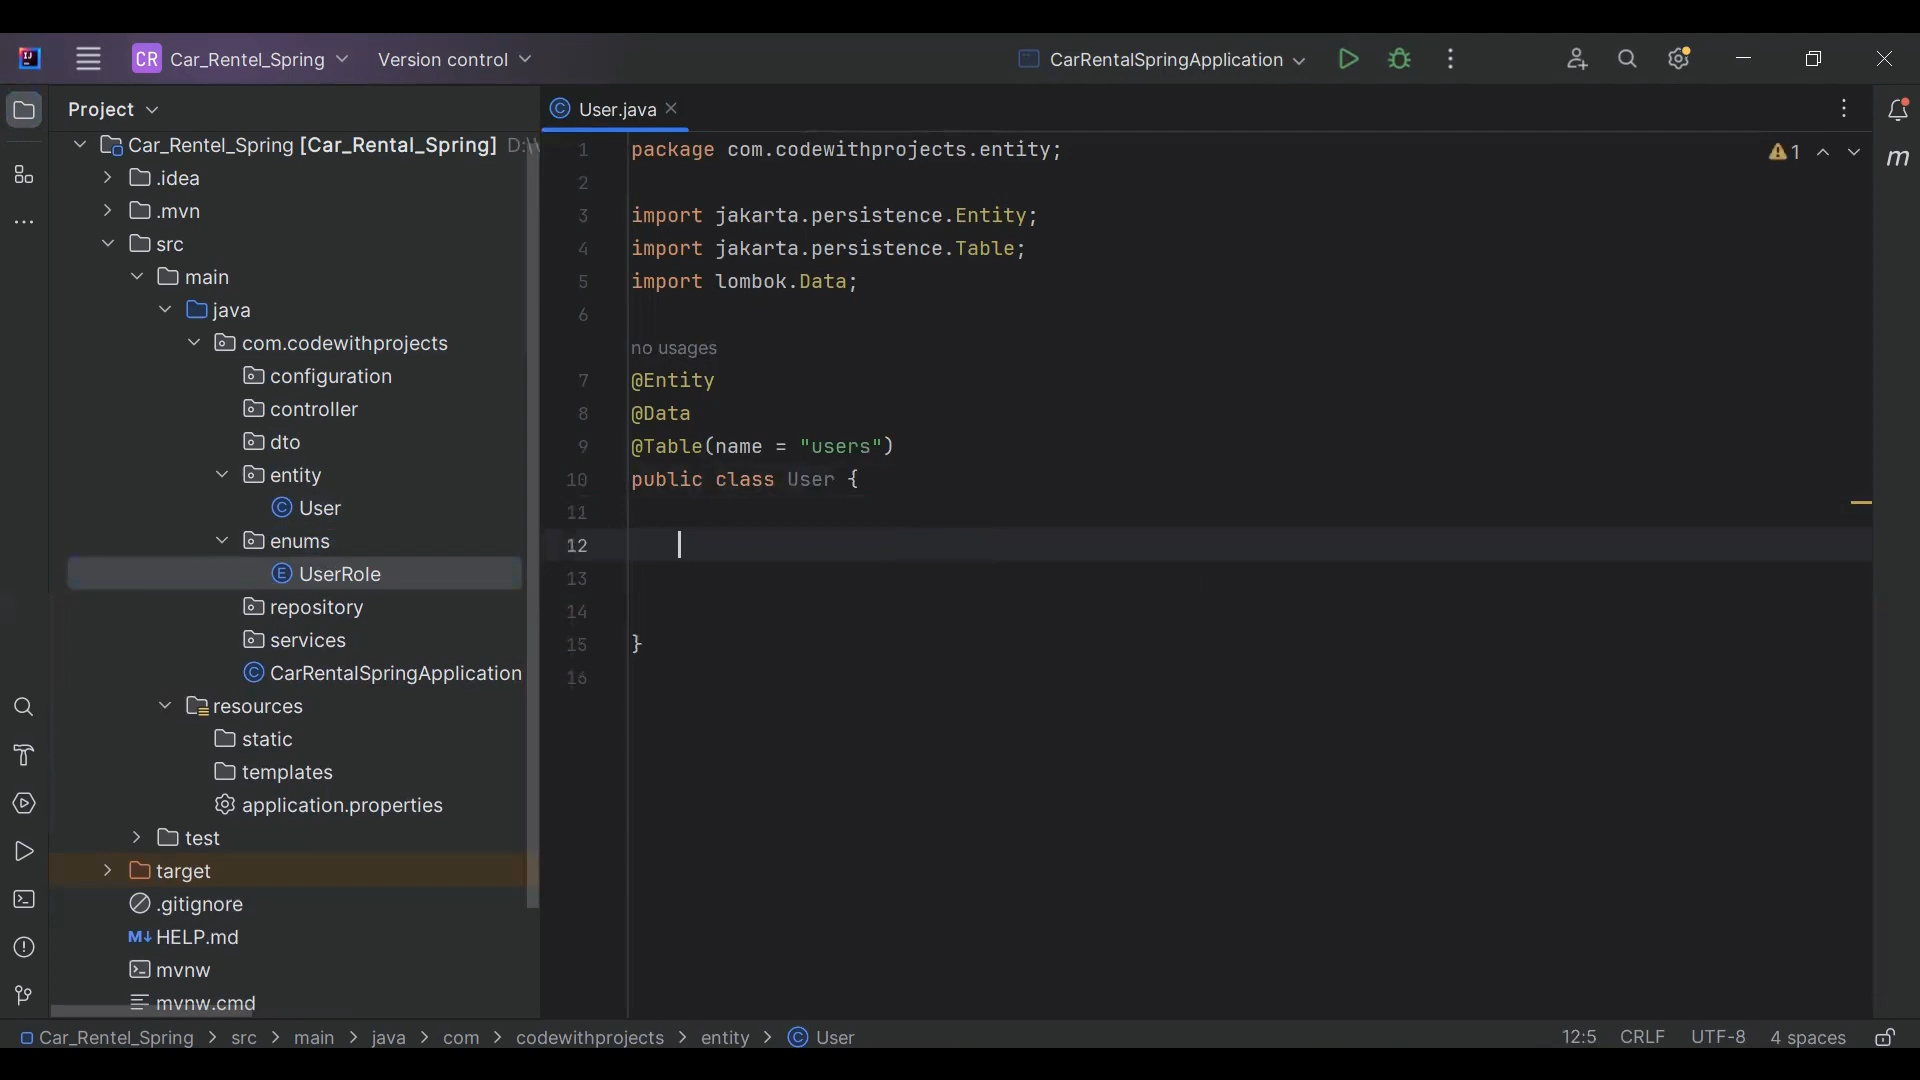 CR Car_Rentel_Spring Version control CarRentalSpringApplication
Project
User.java
Car_Rentel_Spring [Car_Rental_Spring] D:\
.idea
.mvn
src
main
java
com.codewithprojects
configuration
controller
dto
entity
User
enums
UserRole
repository
services
CarRentalSpringApplication
resources
static
templates
application.properties
test
target
.gitignore
M↓ HELP.md
mvnw
mvnw.cmd
1 package com.codewithprojects.entity;
2
3 import jakarta.persistence.Entity;
4 import jakarta.persistence.Table;
5 import lombok.Data;
6
no usages
7 @Entity
8 @Data
9 @Table(name = "users")
10 public class User {
11
12
13
14
15 }
16
1
m
Car_Rentel_Spring > src > main > java > com > codewithprojects > entity > User
12:5 CRLF UTF-8 4 spaces